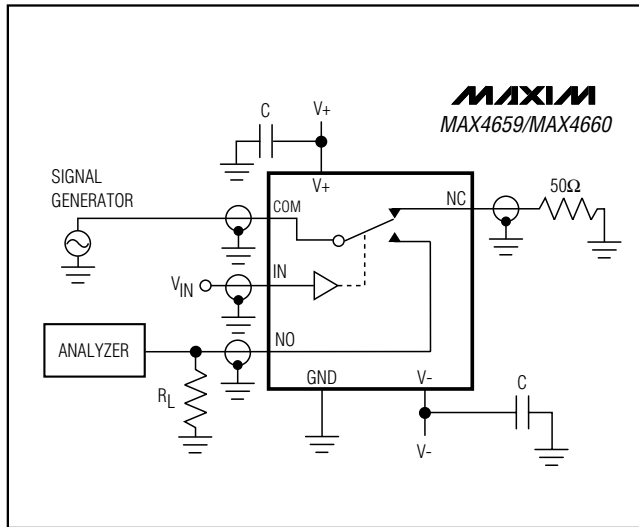 MAXIM
MAX4659/MAX4660
C
V+
V+
SIGNAL
GENERATOR
COM
NC
50Ω
VIN
IN
ANALYZER
NO
RL
GND
V-
C
V-